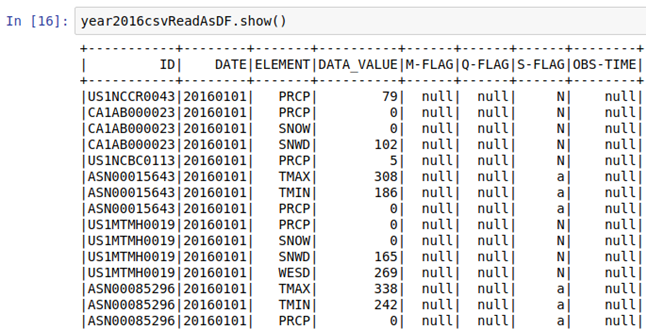 In [16]: year2016csvReadAsDF.show()
+-----------+--------+-------+----------+------+------+------+--------+
|         ID|    DATE|ELEMENT|DATA_VALUE|M-FLAG|Q-FLAG|S-FLAG|OBS-TIME|
+-----------+--------+-------+----------+------+------+------+--------+
|US1NCCR0043|20160101|   PRCP|        79|  null|  null|     N|    null|
|CA1AB000023|20160101|   PRCP|         0|  null|  null|     N|    null|
|CA1AB000023|20160101|   SNOW|         0|  null|  null|     N|    null|
|CA1AB000023|20160101|   SNWD|       102|  null|  null|     N|    null|
|US1NCBC0113|20160101|   PRCP|         5|  null|  null|     N|    null|
|ASN00015643|20160101|   TMAX|       308|  null|  null|     a|    null|
|ASN00015643|20160101|   TMIN|       186|  null|  null|     a|    null|
|ASN00015643|20160101|   PRCP|         0|  null|  null|     a|    null|
|US1MTMH0019|20160101|   PRCP|         0|  null|  null|     N|    null|
|US1MTMH0019|20160101|   SNOW|         0|  null|  null|     N|    null|
|US1MTMH0019|20160101|   SNWD|       165|  null|  null|     N|    null|
|US1MTMH0019|20160101|   WESD|       269|  null|  null|     N|    null|
|ASN00085296|20160101|   TMAX|       338|  null|  null|     a|    null|
|ASN00085296|20160101|   TMIN|       242|  null|  null|     a|    null|
|ASN00085296|20160101|   PRCP|         0|  null|  null|     a|    null|